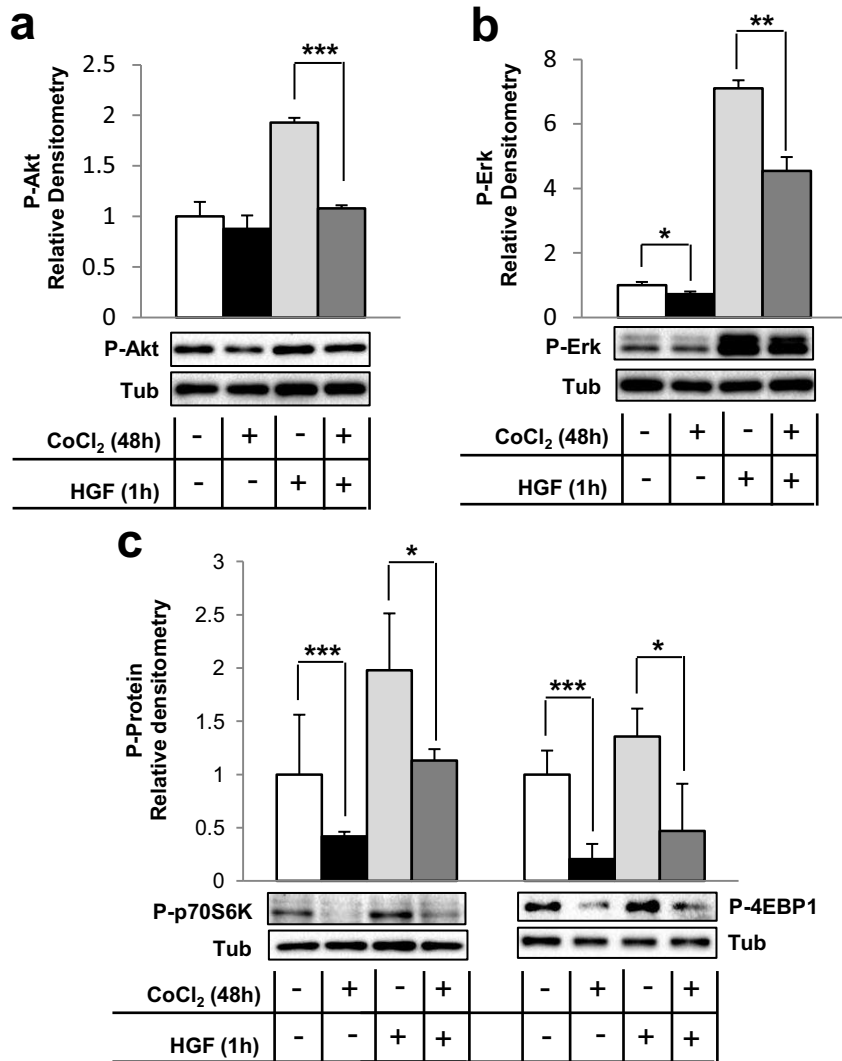 a
P-Akt
Relative Densitometry
2.5
2
1.5
1
0.5
0
***
P-Akt
Tub
CoCl₂ (48h) - + - +
HGF (1h) - - + +
b
P-Erk
Relative Densitometry
8
6
4
2
0
*
**
P-Erk
Tub
CoCl₂ (48h) - + - +
HGF (1h) - - + +
c
P-Protein
Relative densitometry
3
2.5
2
1.5
1
0.5
0
***
*
***
*
P-p70S6K
P-4EBP1
Tub
Tub
CoCl₂ (48h) - + - + - + - +
HGF (1h) - - + + - - + +